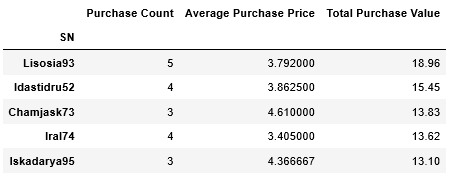 Purchase Count Average Purchase Price Total Purchase Value
SN
Lisosia93 5 3.792000 18.96
Idastidru52 4 3.862500 15.45
Chamjask73 3 4.610000 13.83
Iral74 4 3.405000 13.62
Iskadarya95 3 4.366667 13.10